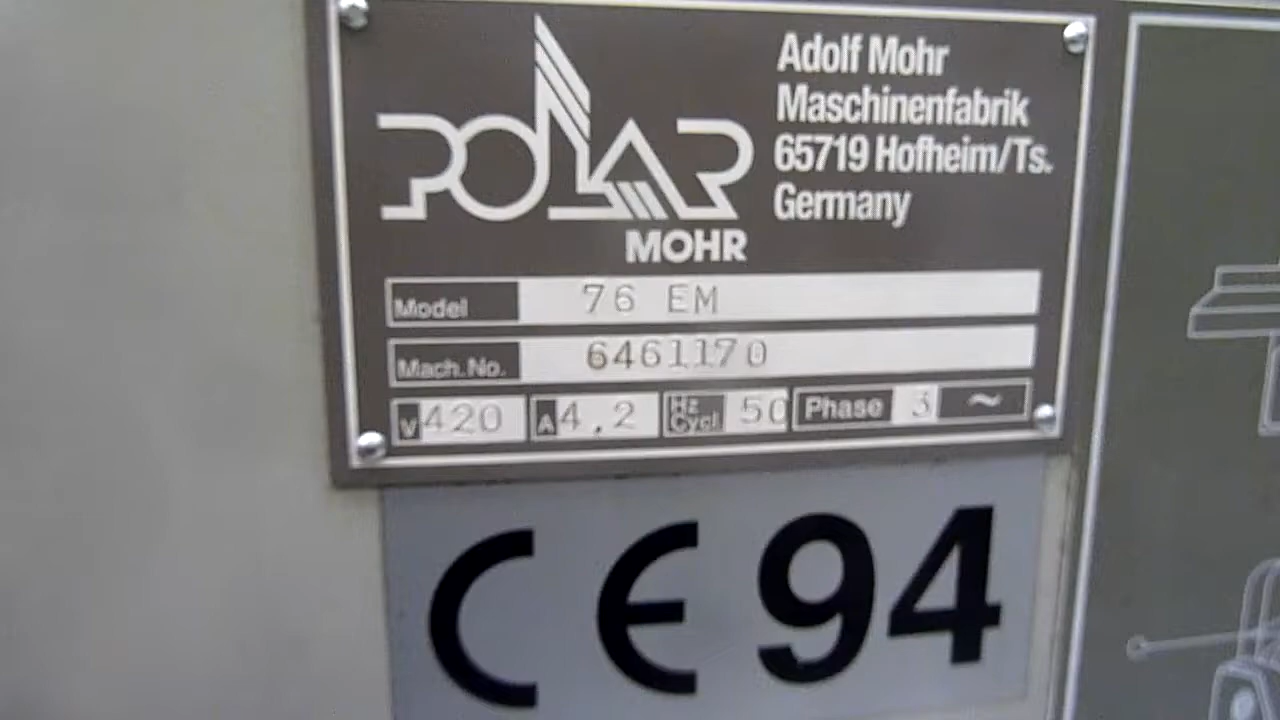 POLAR
MOHR
Adolf Mohr
Maschinenfabrik
65719 Hofheim/Ts.
Germany
Model 76 EM
Mach. No. 6461170
V 420 A 4,2 Hz Cycl. 50 Phase 3 ~
CE 94